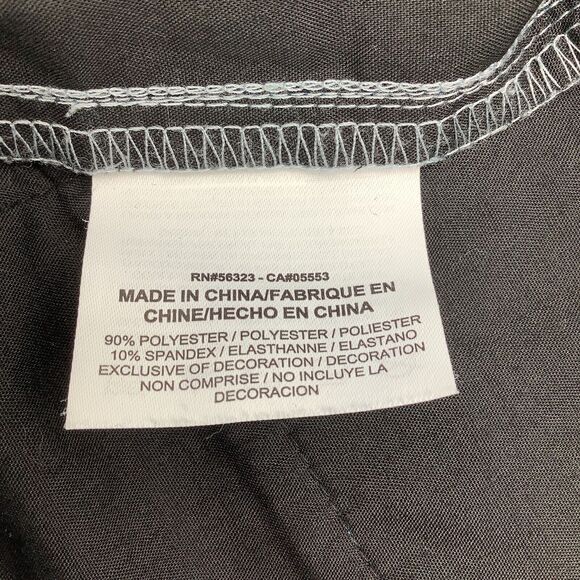 RN#56323 - CA#05553
MADE IN CHINA/FABRIQUE EN
CHINE/HECHO EN CHINA
90% POLYESTER / POLYESTER / POLIESTER
10% SPANDEX / ELASTHANNE / ELASTANO
EXCLUSIVE OF DECORATION / DECORATION
NON COMPRISE / NO INCLUYE LA
DECORACION